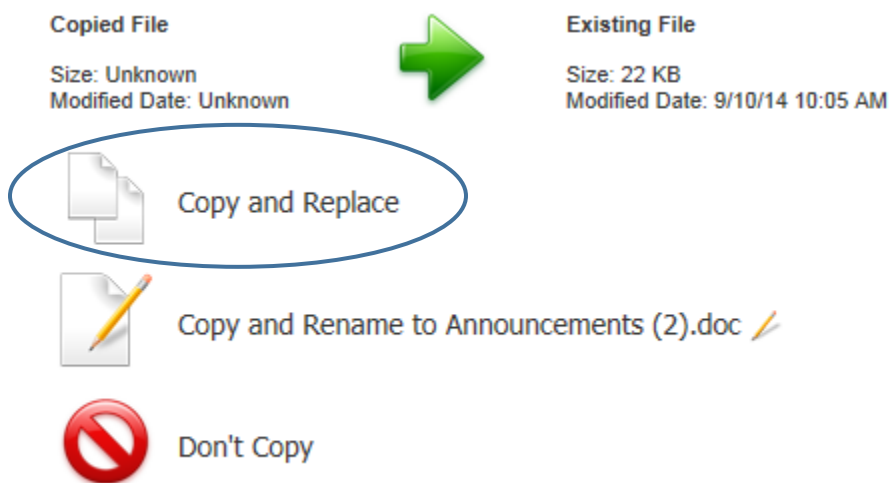 Copied File
Size: Unknown
Modified Date: Unknown
Existing File
Size: 22 KB
Modified Date: 9/10/14 10:05 AM
Copy and Replace
Copy and Rename to Announcements (2).doc
Don't Copy